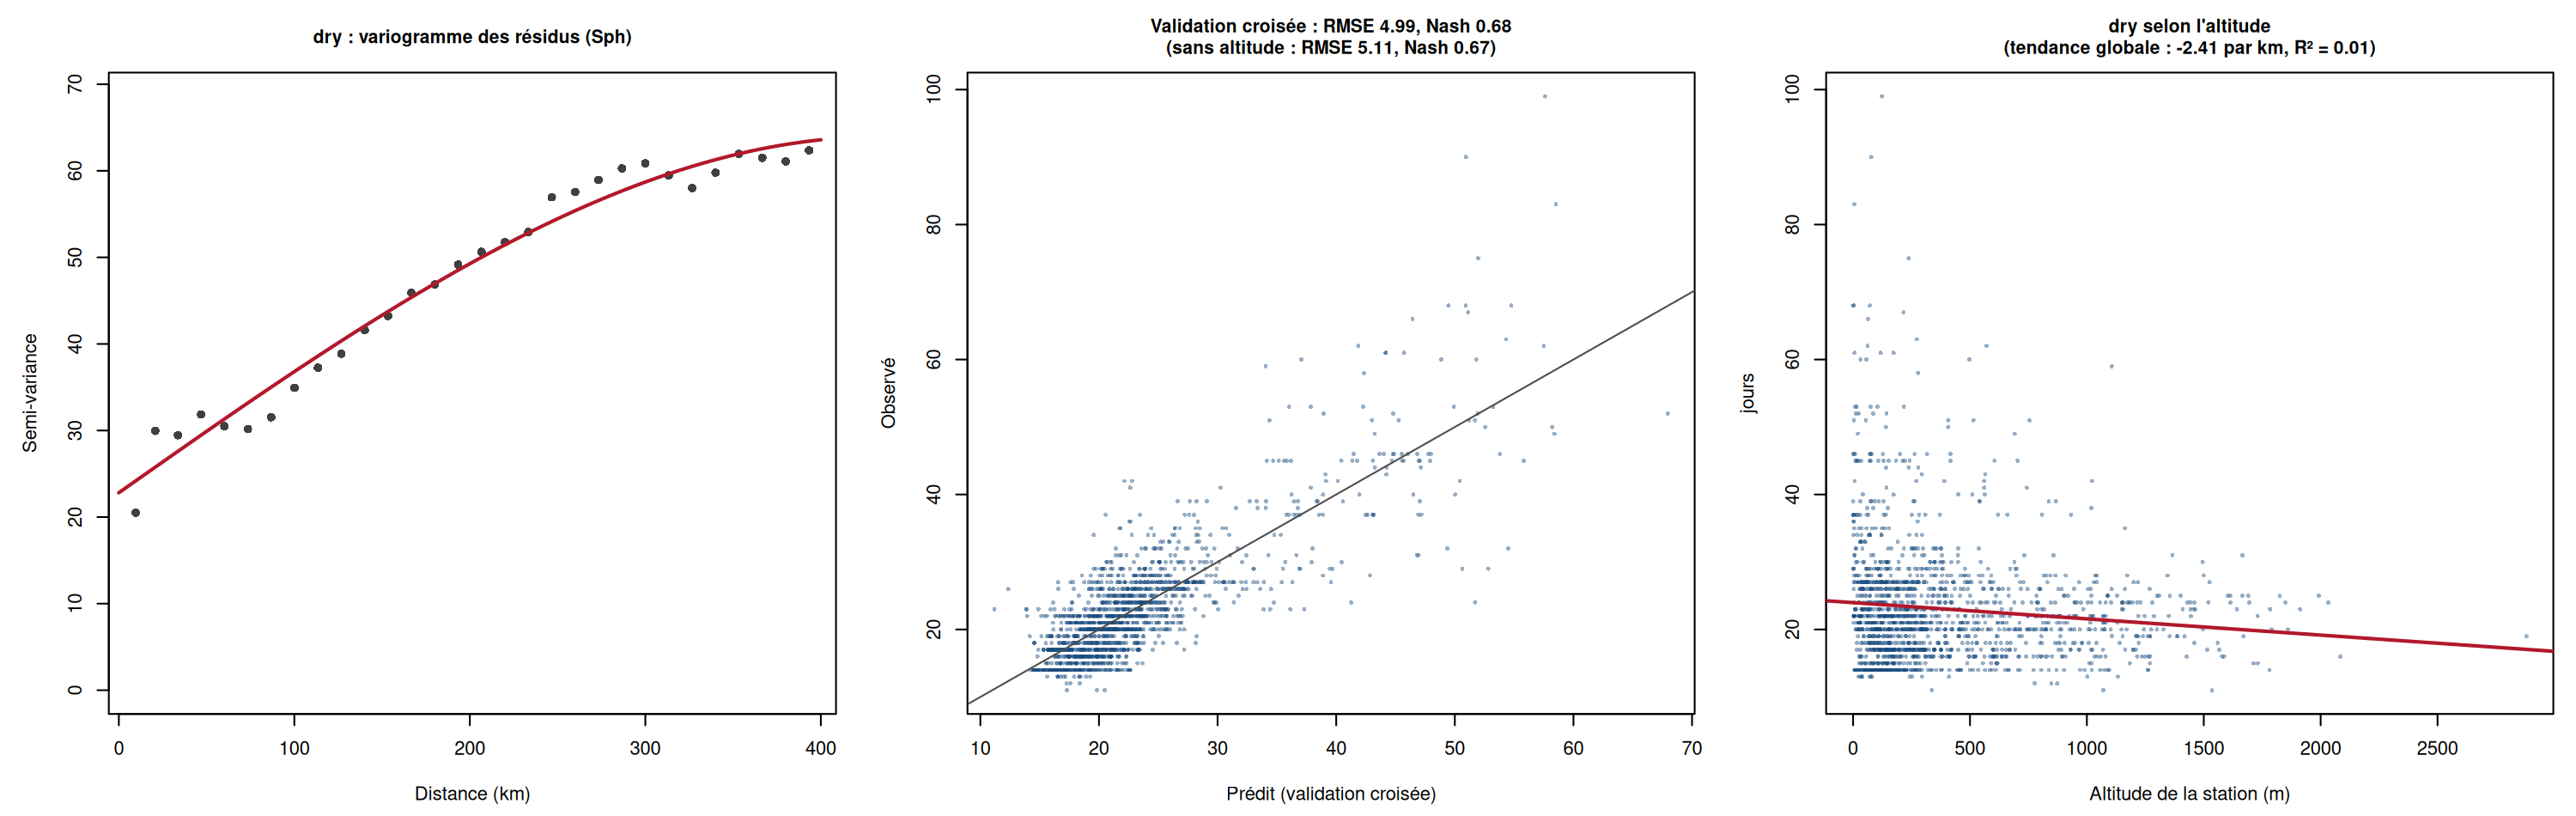 dry : variogramme des résidus (Sph)
Semi-variance
70
60
50
40
30
20
10
0
0 100 200 300 400
Distance (km)
Validation croisée : RMSE 4.99, Nash 0.68
(sans altitude : RMSE 5.11, Nash 0.67)
Observé
100
80
60
40
20
10 20 30 40 50 60 70
Prédit (validation croisée)
dry selon l'altitude
(tendance globale : -2.41 par km, R² = 0.01)
jours
100
80
60
40
20
0 500 1000 1500 2000 2500
Altitude de la station (m)